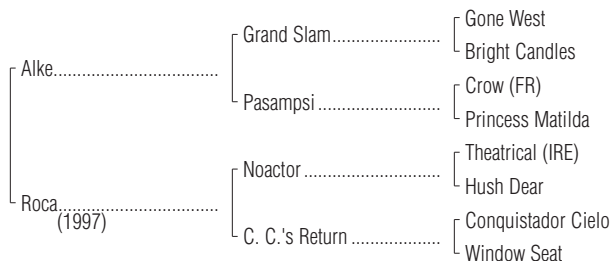 Gone West
Grand Slam
Bright Candles
Alke
Crow (FR)
Pasampsi
Princess Matilda
Theatrical (IRE)
Noactor
Hush Dear
Roca
(1997)
Conquistador Cielo
C. C.'s Return
Window Seat